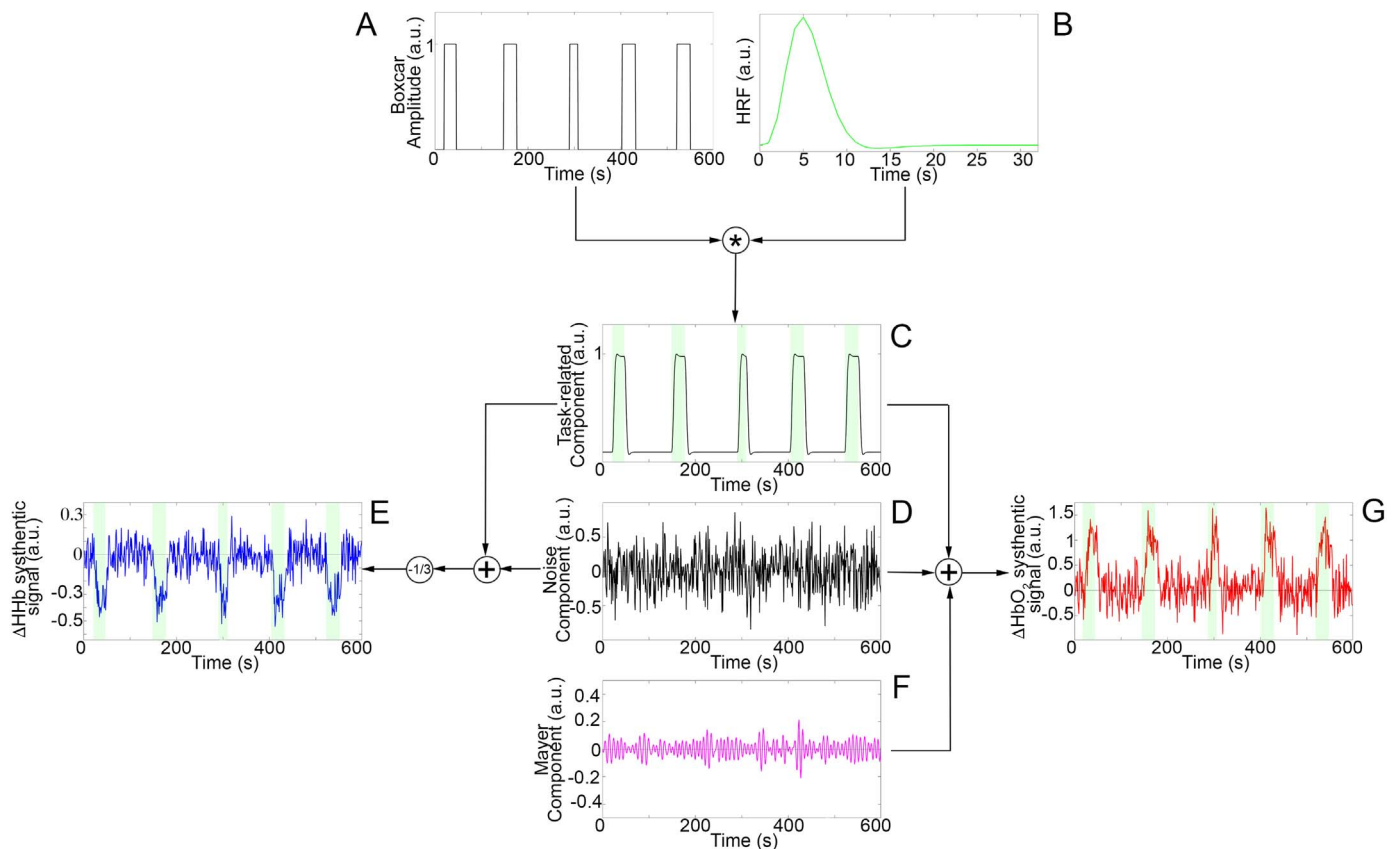 A
Boxcar
Amplitude (a.u.)
1
0
200
400
600
Time (s)
B
HRF (a.u.)
0
5
10
15
20
25
30
Time (s)
*
C
Task-related
Component (a.u.)
1
0
200
400
600
E
ΔHHb systhentic
signal (a.u.)
0.3
0
-0.3
-0.5
0
200
400
600
Time (s)
-1/3
+
D
Noise
Component (a.u.)
0.5
0
-0.5
0
200
400
600
Time (s)
+
G
ΔHbO₂ systhentic
signal (a.u.)
1.5
1
0.5
0
-0.5
0
200
400
600
Time (s)
F
Mayer
Component (a.u.)
0.4
0.2
0
-0.2
-0.4
0
200
400
600
Time (s)